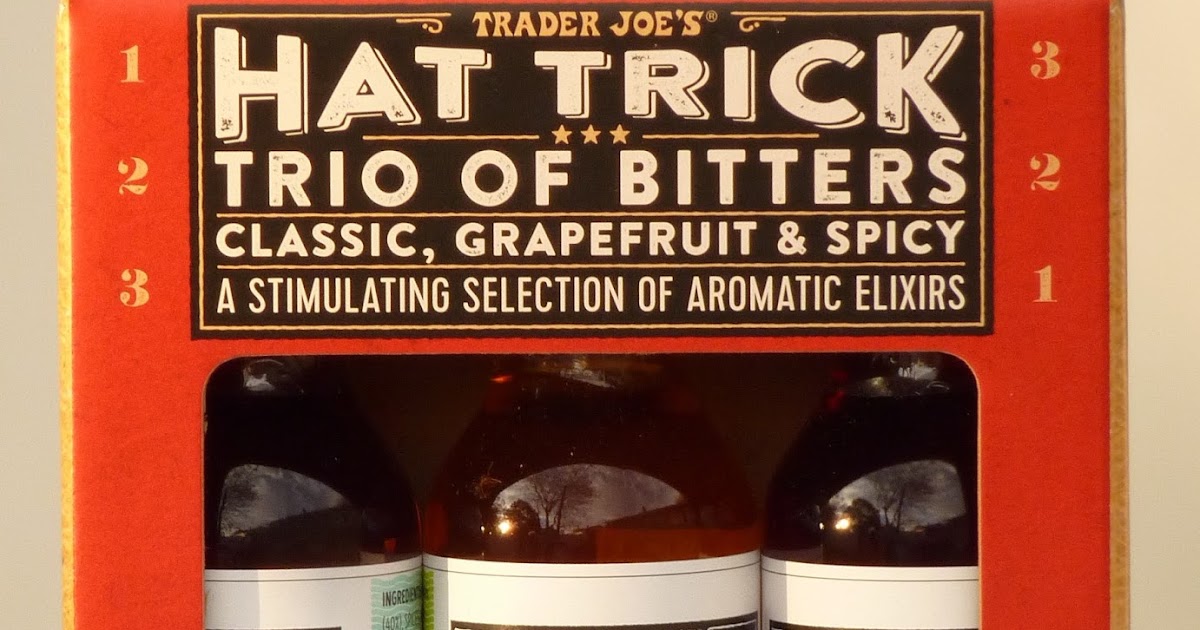 TRADER JOE'S®
HAT TRICK
TRIO OF BITTERS
CLASSIC, GRAPEFRUIT & SPICY
A STIMULATING SELECTION OF AROMATIC ELIXIRS
1
2
3
3
2
1